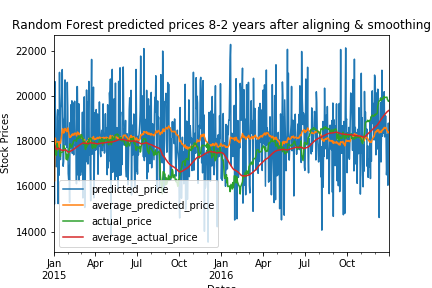 Random Forest predicted prices 8-2 years after aligning & smoothing
22000
20000
18000
16000
14000
Stock Prices
predicted_price
average_predicted_price
actual_price
average_actual_price
Jan Apr Jul Oct Jan Apr Jul Oct
2015 2016
Dates